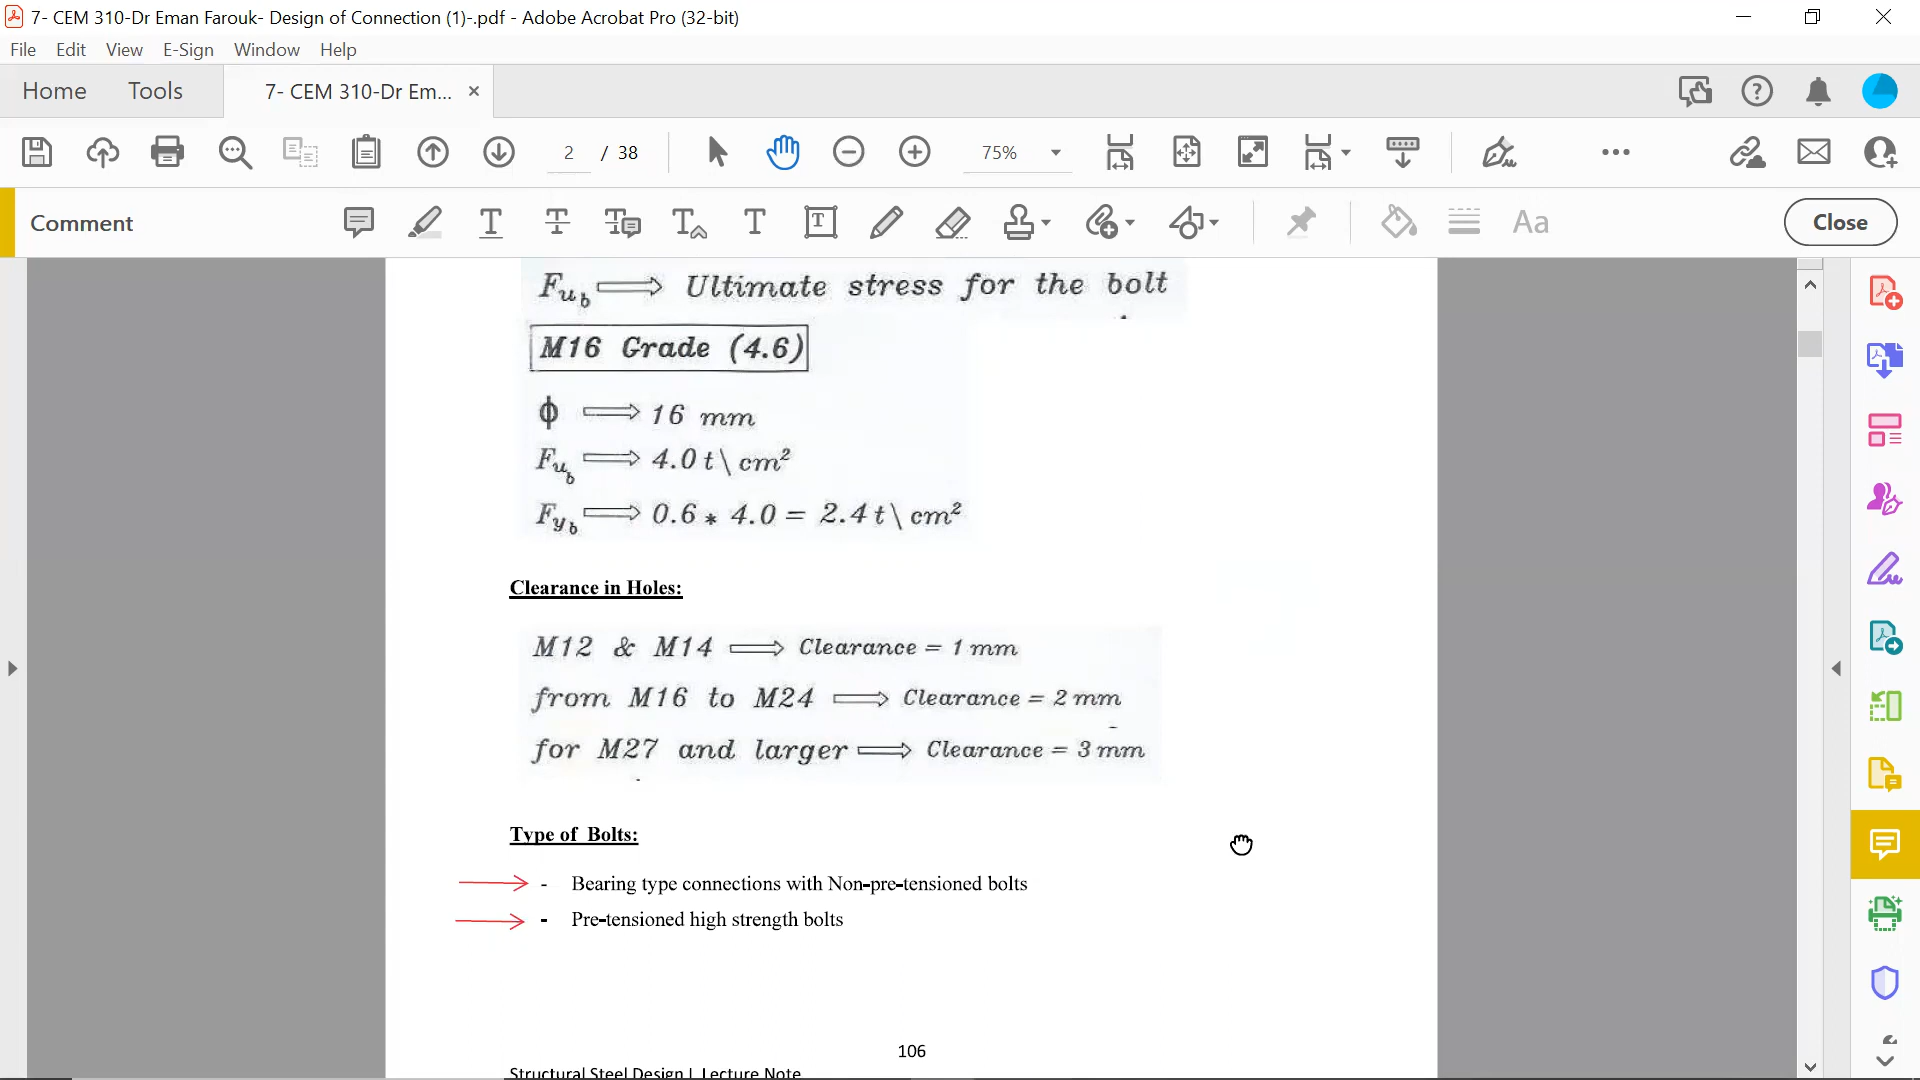 7- CEM 310-Dr Eman Farouk- Design of Connection (1)-.pdf - Adobe Acrobat Pro (32-bit)
File Edit View E-Sign Window Help
Home Tools 7- CEM 310-Dr Em... ×
2 / 38 75%
Comment Aa Close
Fub ⟹ Ultimate stress for the bolt
M16 Grade (4.6)
ϕ ⟹ 16 mm
Fub ⟹ 4.0 t\cm²
Fyb ⟹ 0.6 * 4.0 = 2.4 t\cm²
Clearance in Holes:
M12 & M14 ⟹ Clearance = 1 mm
from M16 to M24 ⟹ Clearance = 2 mm
for M27 and larger ⟹ Clearance = 3 mm
Type of Bolts:
- Bearing type connections with Non-pre-tensioned bolts
- Pre-tensioned high strength bolts
106
Structural Steel Design I Lecture Note